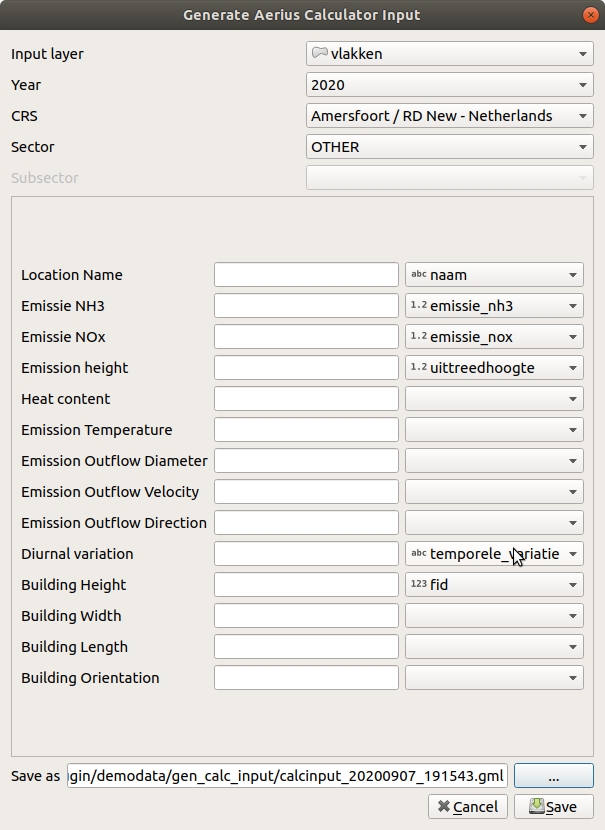 Generate Aerius Calculator Input
Input layer vlakken
Year 2020
CRS Amersfoort / RD New - Netherlands
Sector OTHER
Subsector
Location Name abc naam
Emissie NH3 1.2 emissie_nh3
Emissie NOx 1.2 emissie_nox
Emission height 1.2 uittreedhoogte
Heat content
Emission Temperature
Emission Outflow Diameter
Emission Outflow Velocity
Emission Outflow Direction
Diurnal variation abc temporele_variatie
Building Height 123 fid
Building Width
Building Length
Building Orientation
Save as ugin/demodata/gen_calc_input/calcinput_20200907_191543.gml ...
Cancel Save